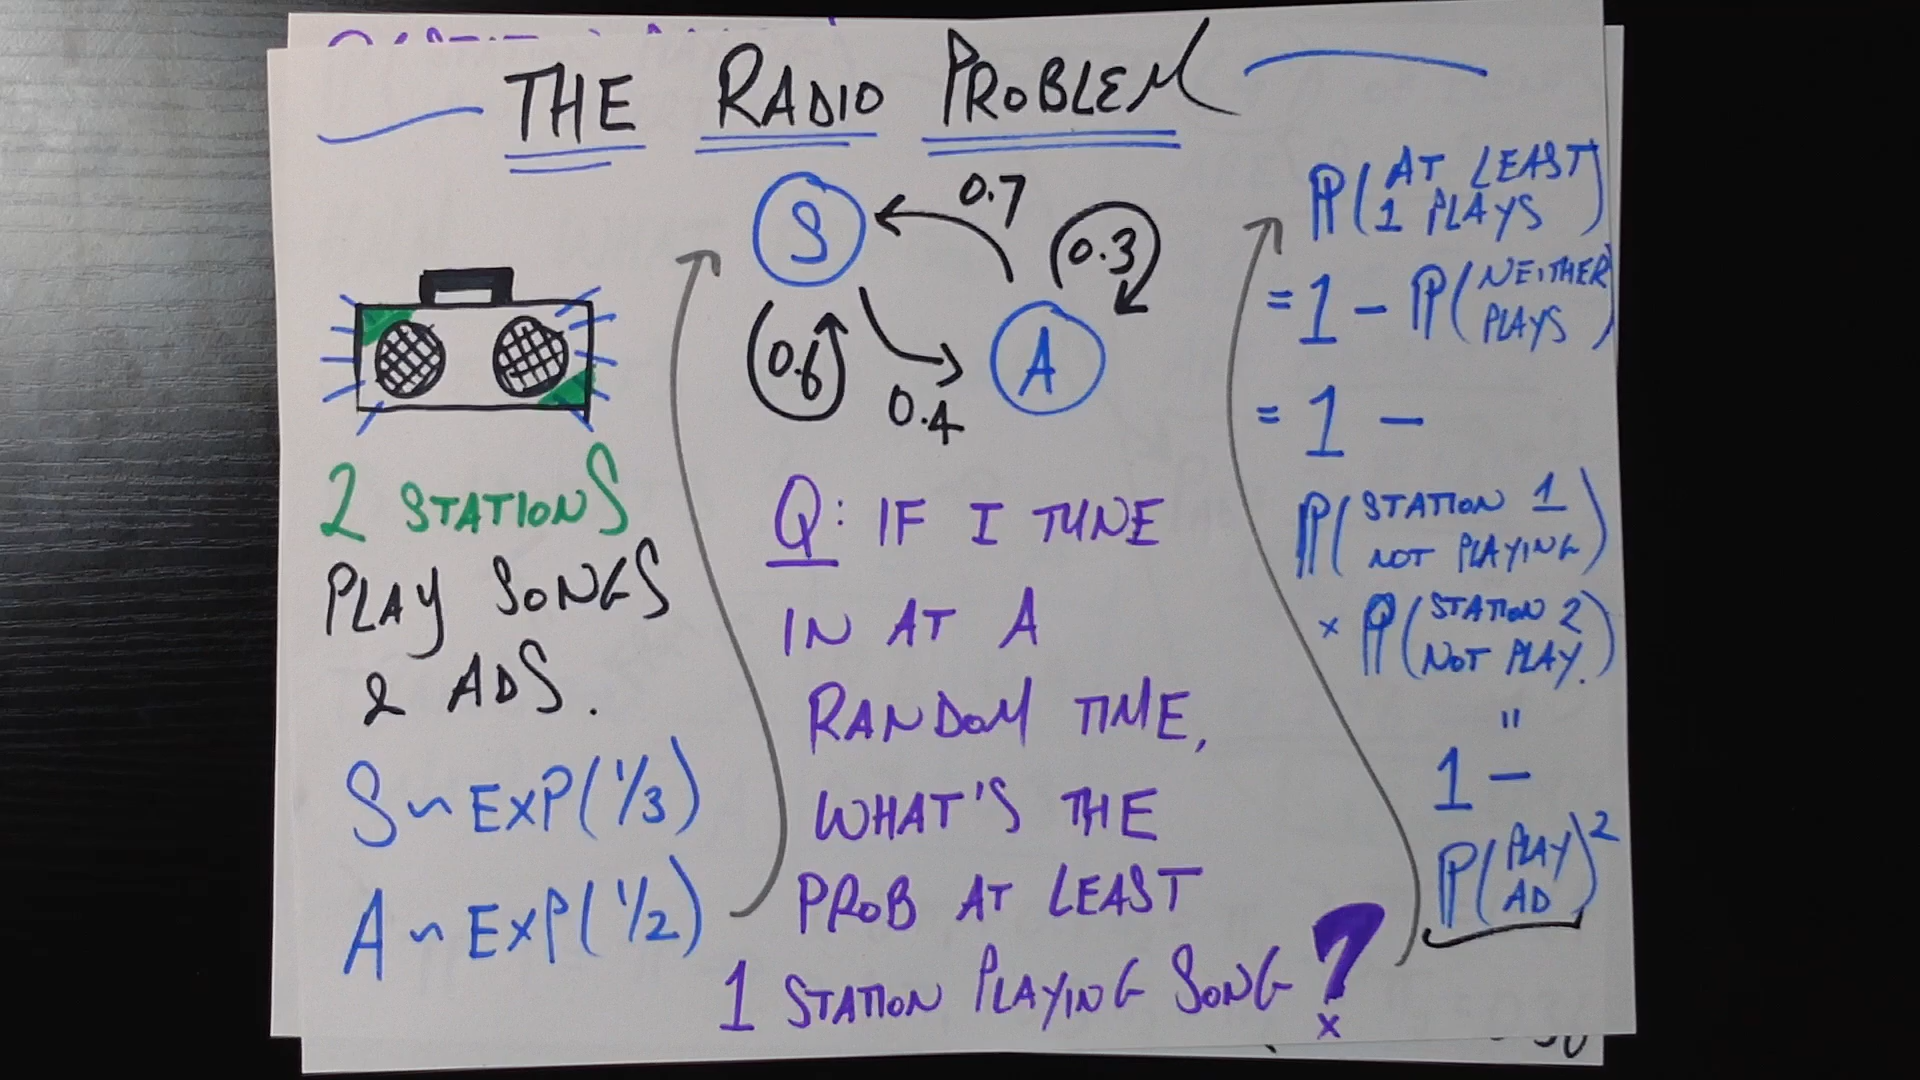 THE RADIO PROBLEM
2 STATIONS
PLAY SONGS
& ADS.
S ~ EXP(1/3)
A ~ EXP(1/2)
S
0.7
0.3
0.6
A
0.4
Q: IF I TUNE
IN AT A
RANDOM TIME,
WHAT'S THE
PROB AT LEAST
1 STATION PLAYING SONG?
x
P(AT LEAST
1 PLAYS)
= 1 - P(NEITHER
PLAYS)
= 1 -
P(STATION 1
NOT PLAYING)
x P(STATION 2
NOT PLAY.)
"
1 -
P(PLAY
AD)²